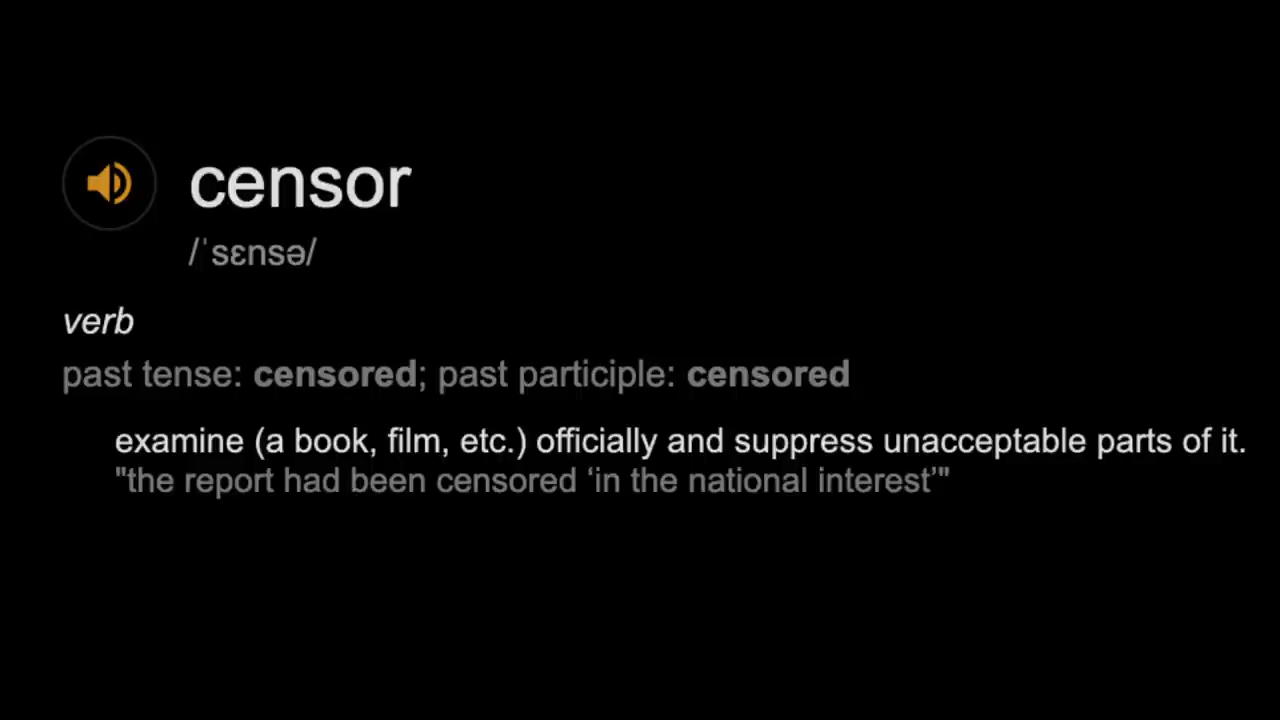 censor
/ˈsɛnsə/
verb
past tense: censored; past participle: censored
examine (a book, film, etc.) officially and suppress unacceptable parts of it.
"the report had been censored ‘in the national interest’"